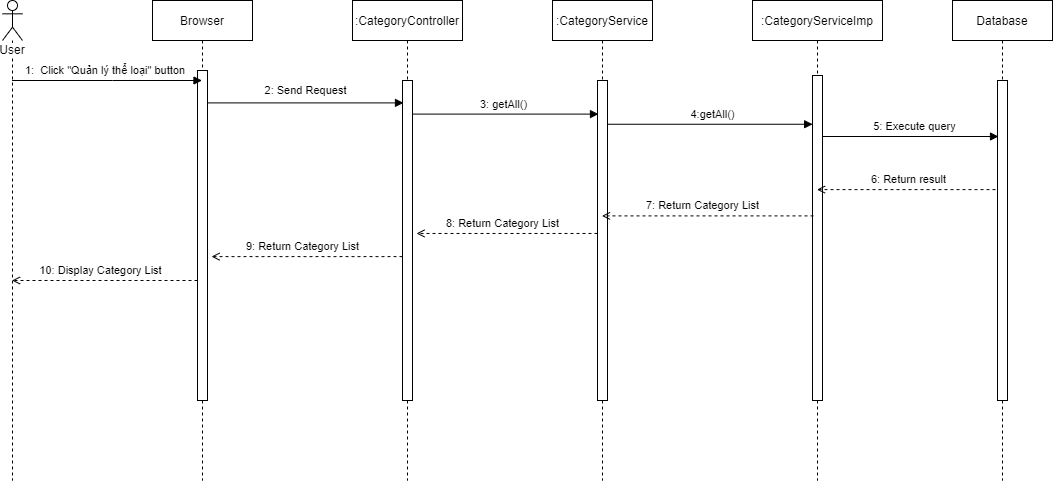 User
Browser
:CategoryController
:CategoryService
:CategoryServiceImp
Database
1: Click "Quản lý thể loại" button
2: Send Request
3: getAll()
4:getAll()
5: Execute query
6: Return result
7: Return Category List
8: Return Category List
9: Return Category List
10: Display Category List